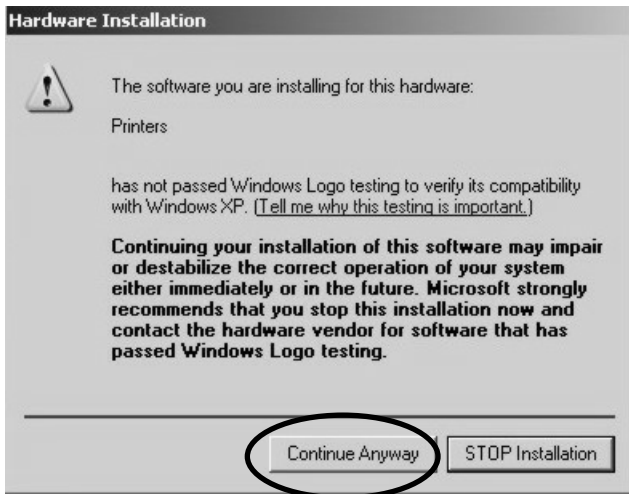 Hardware Installation
The software you are installing for this hardware:
Printers
has not passed Windows Logo testing to verify its compatibility
with Windows XP. (Tell me why this testing is important.)
Continuing your installation of this software may impair
or destabilize the correct operation of your system
either immediately or in the future. Microsoft strongly
recommends that you stop this installation now and
contact the hardware vendor for software that has
passed Windows Logo testing.
Continue Anyway STOP Installation